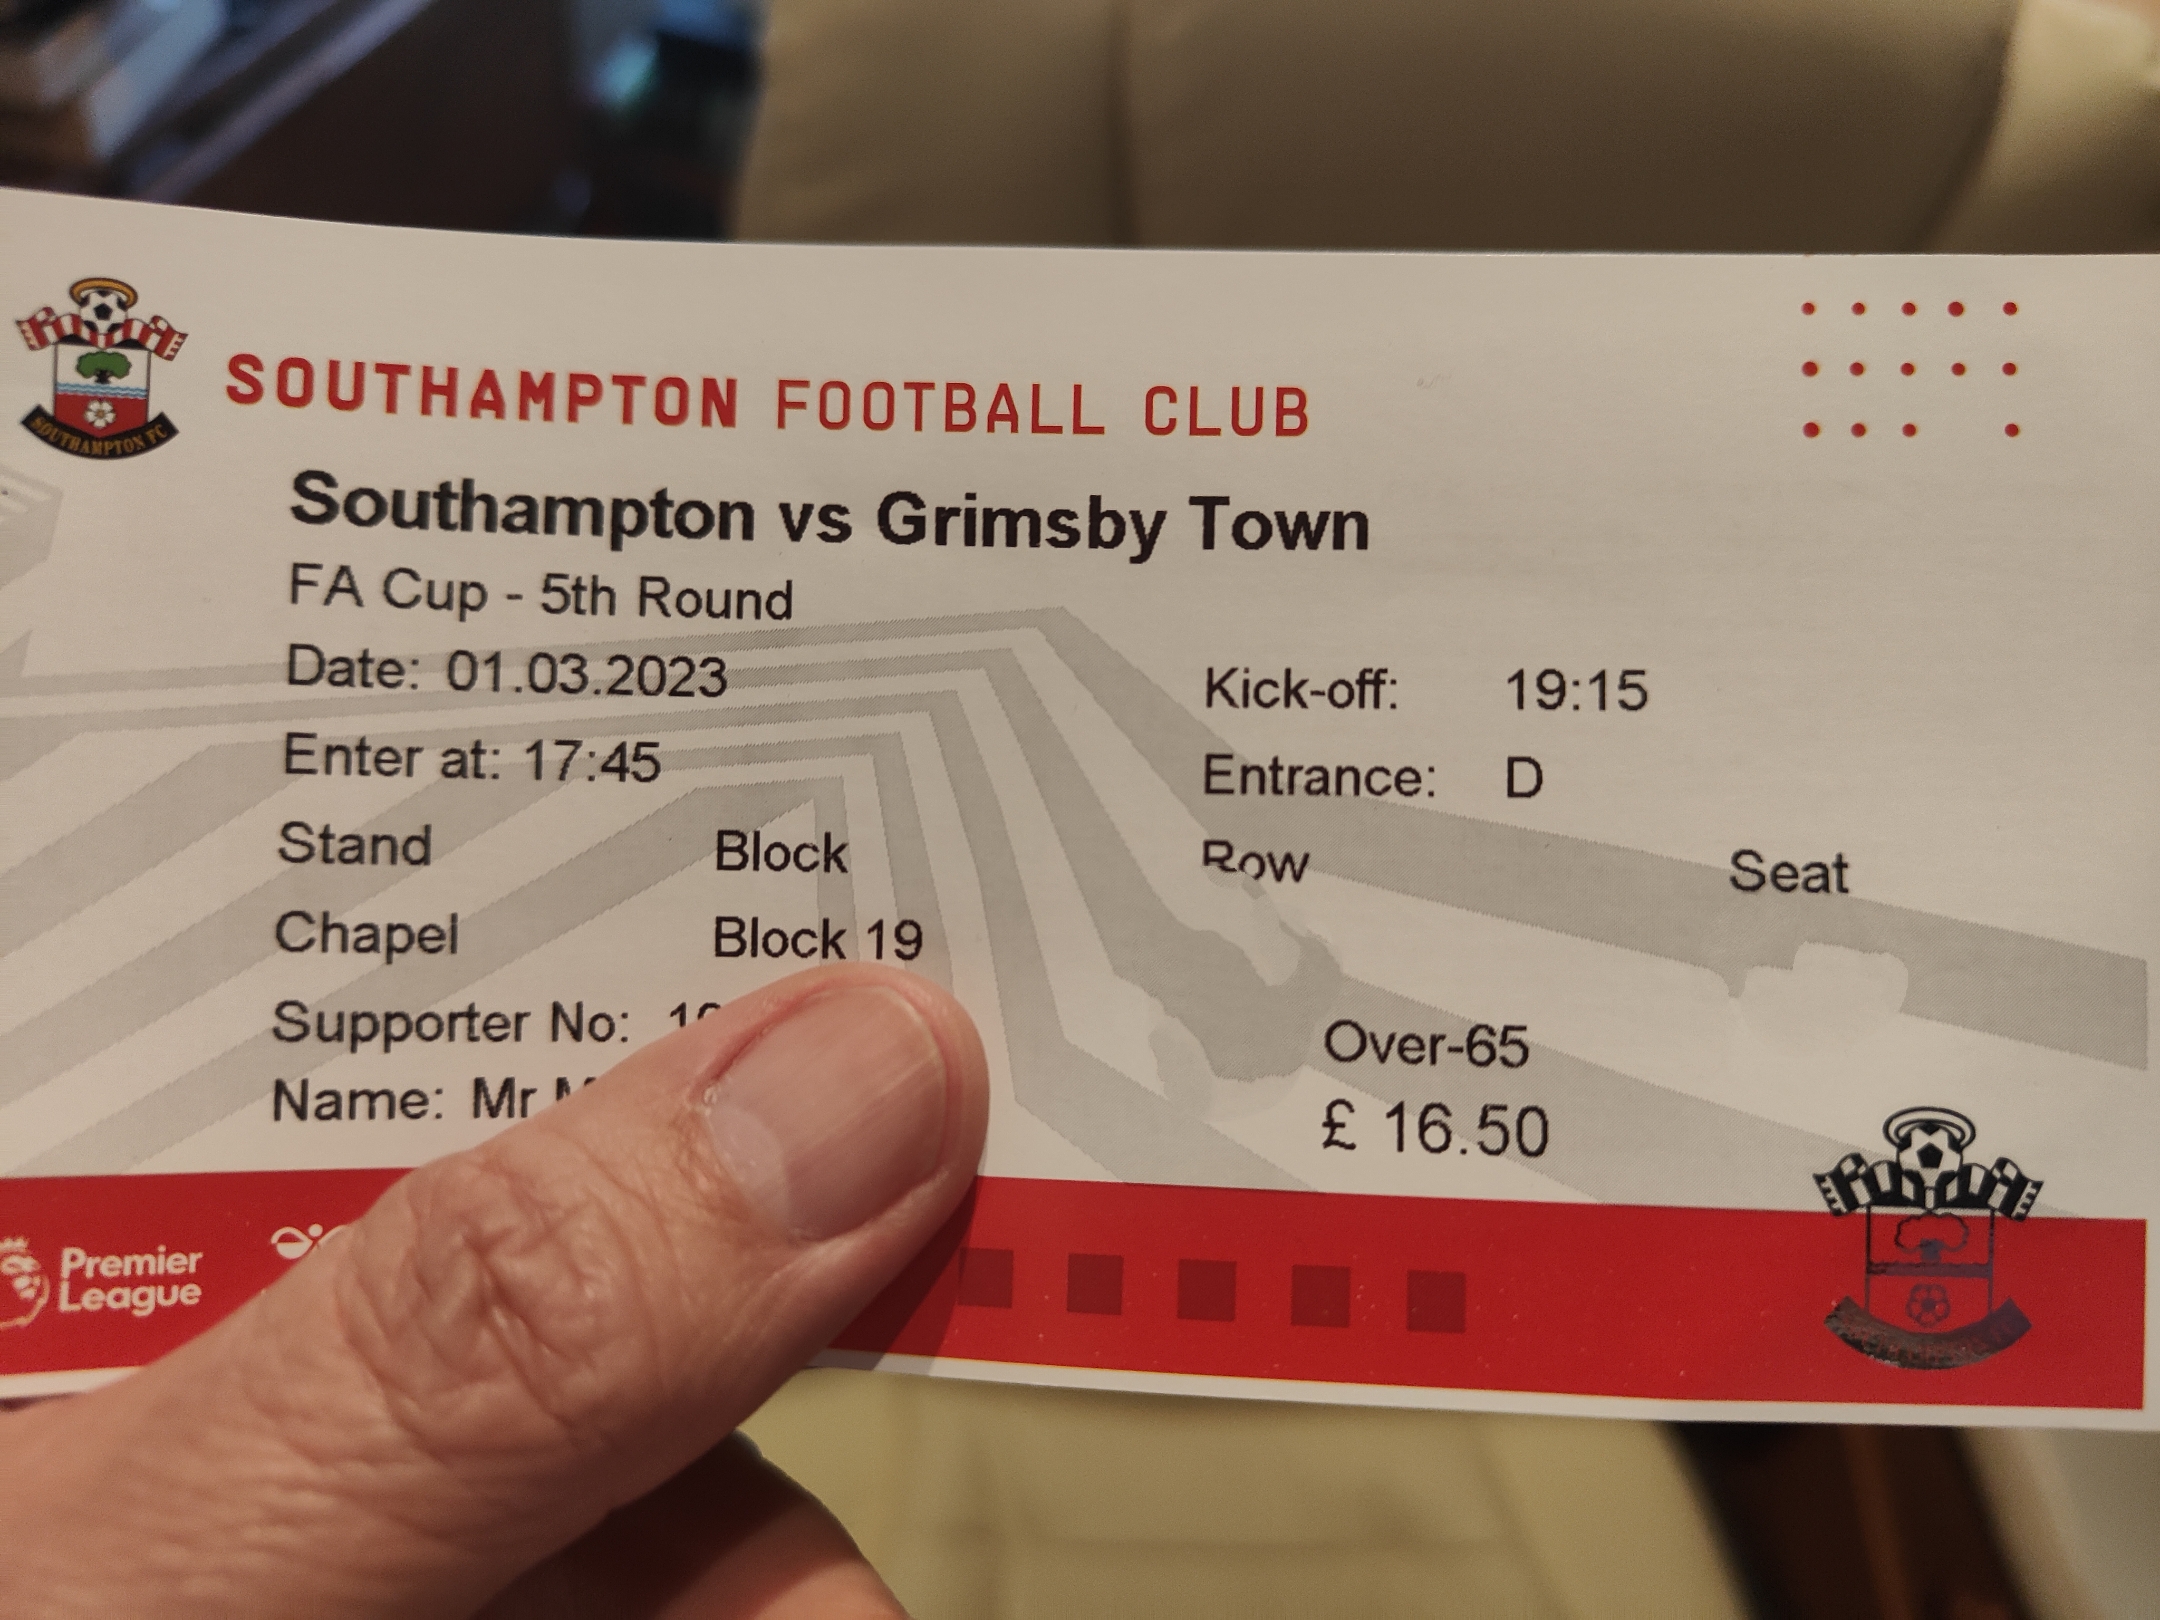 SOUTHAMPTON FC
SOUTHAMPTON FOOTBALL CLUB
Southampton vs Grimsby Town
FA Cup - 5th Round
Date: 01.03.2023
Kick-off: 19:15
Enter at: 17:45
Entrance: D
Stand Block Row Seat
Chapel Block 19
Supporter No:
Over-65
Name: Mr
£ 16.50
Premier
League